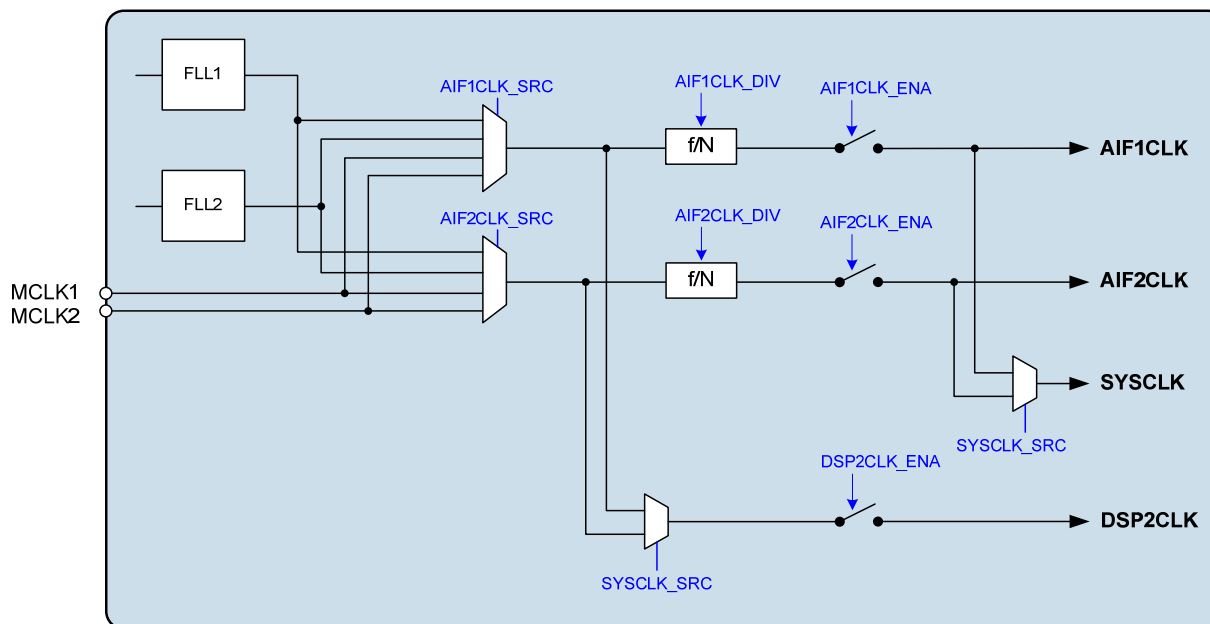 FLL1
AIF1CLK_SRC
AIF1CLK_DIV
AIF1CLK_ENA
f/N
AIF1CLK
FLL2
AIF2CLK_SRC
AIF2CLK_DIV
AIF2CLK_ENA
f/N
AIF2CLK
MCLK1
MCLK2
SYSCLK
SYSCLK_SRC
DSP2CLK_ENA
DSP2CLK
SYSCLK_SRC